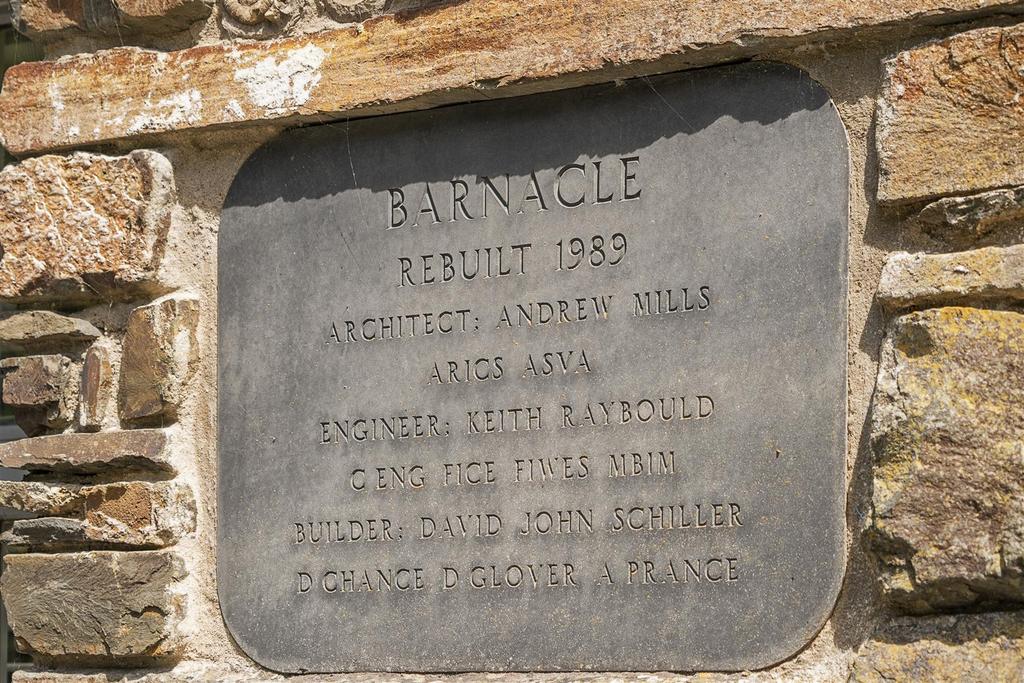 BARNACLE
REBUILT 1989
ARCHITECT: ANDREW MILLS
ARICS ASVA
ENGINEER: KEITH RAYBOULD
C ENG FICE FIWES MBIM
BUILDER: DAVID JOHN SCHILLER
D CHANCE D GLOVER A PRANCE